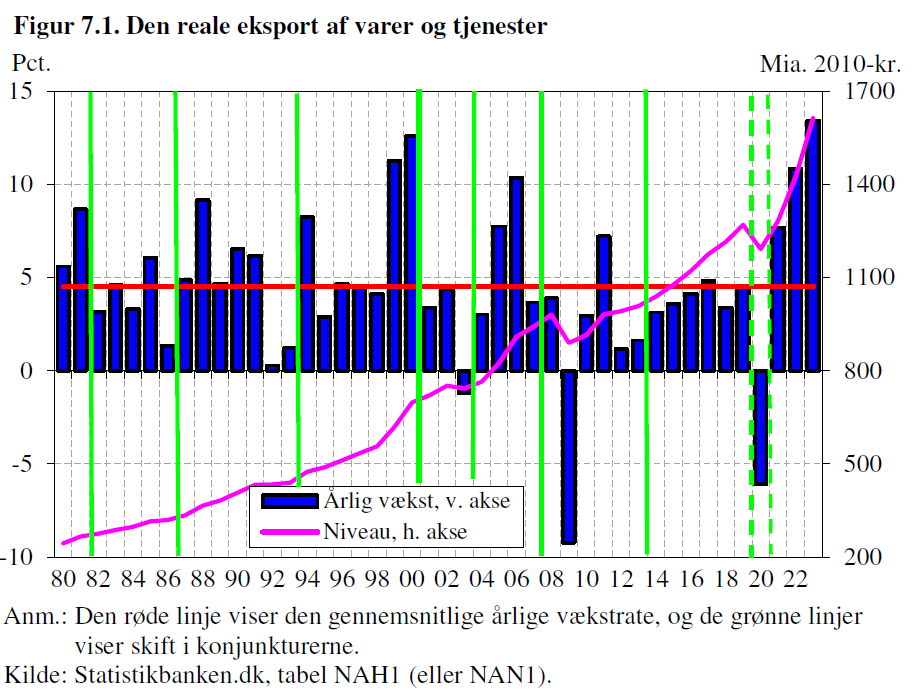 Figur 7.1. Den reale eksport af varer og tjenester
Pct. Mia. 2010-kr.
15 1700
10 1400
5 1100
0 800
-5 500
-10 200
Årlig vækst, v. akse
Niveau, h. akse
80 82 84 86 88 90 92 94 96 98 00 02 04 06 08 10 12 14 16 18 20 22
Anm.: Den røde linje viser den gennemsnitlige årlige vækstrate, og de grønne linjer
viser skift i konjunkturerne.
Kilde: Statistikbanken.dk, tabel NAH1 (eller NAN1).